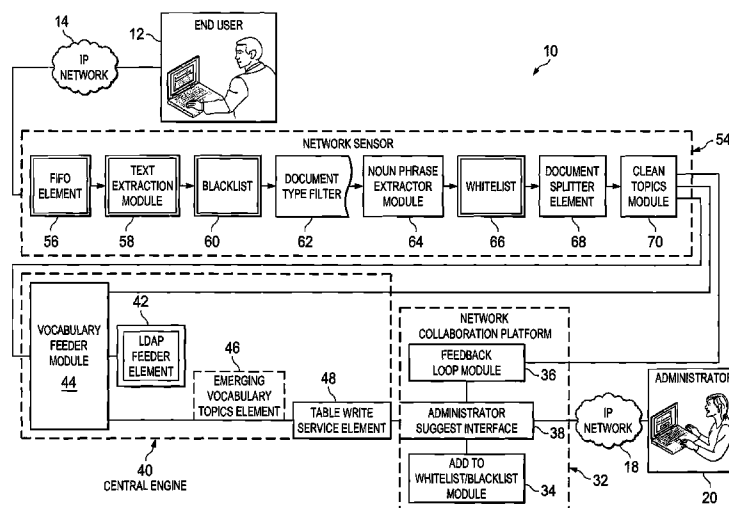 14
IP
NETWORK
12
END USER
10
NETWORK SENSOR
54
FIFO
ELEMENT
TEXT
EXTRACTION
MODULE
BLACKLIST
DOCUMENT
TYPE FILTER
NOUN PHRASE
EXTRACTOR
MODULE
WHITELIST
DOCUMENT
SPLITTER
ELEMENT
CLEAN
TOPICS
MODULE
56
58
60
62
64
66
68
70
VOCABULARY
FEEDER
MODULE
44
42
LDAP
FEEDER
ELEMENT
46
EMERGING
VOCABULARY
TOPICS ELEMENT
48
TABLE WRITE
SERVICE ELEMENT
40
CENTRAL ENGINE
NETWORK
COLLABORATION PLATFORM
FEEDBACK
LOOP MODULE
36
ADMINISTRATOR
SUGGEST INTERFACE
38
ADD TO
WHITELIST/BLACKLIST
MODULE
34
32
IP
NETWORK
18
ADMINISTRATOR
20